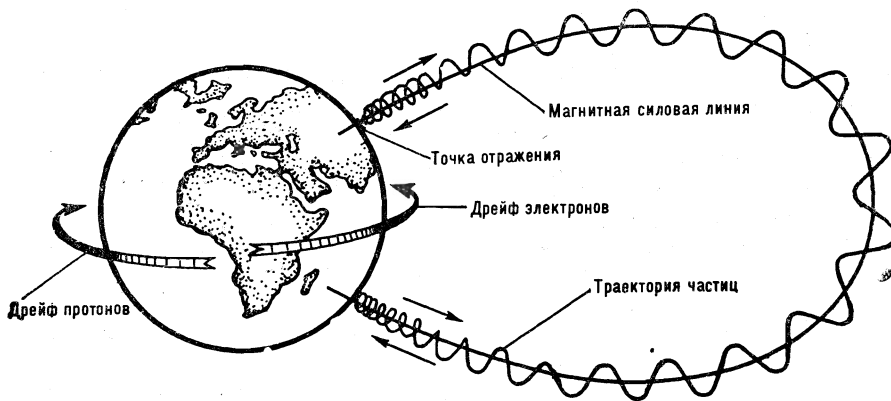 Магнитная силовая линия
Точка отражения
Дрейф электронов
Траектория частиц
Дрейф протонов